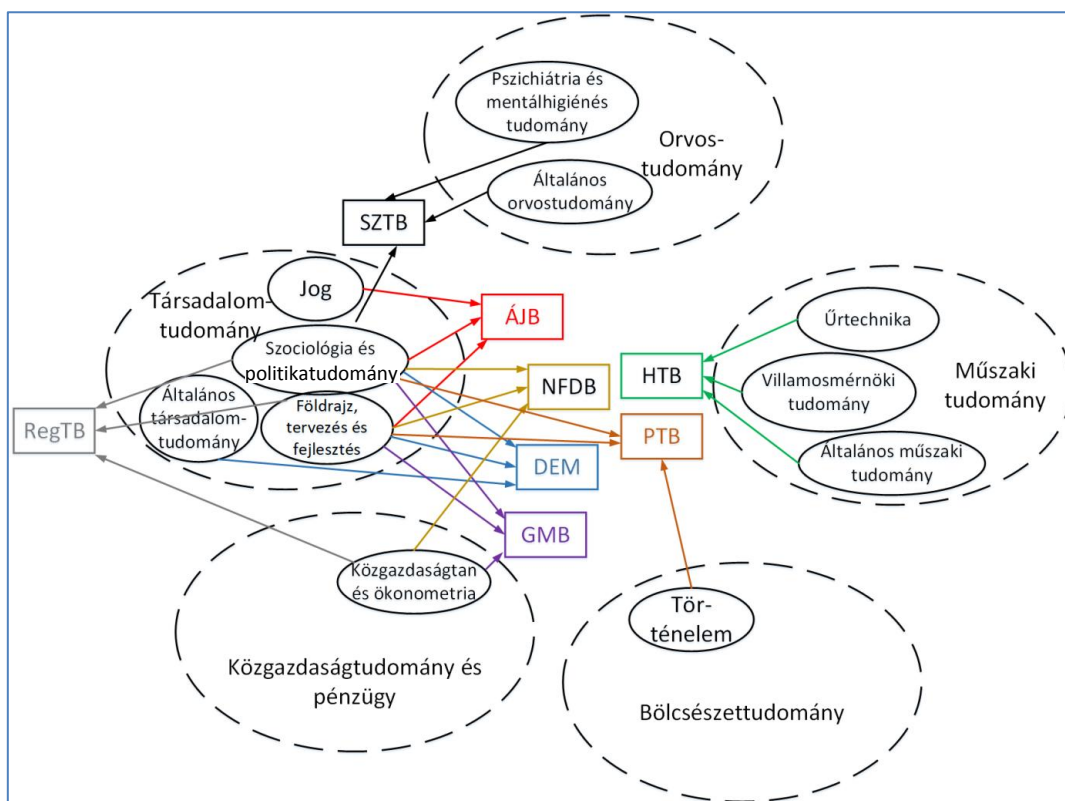 Pszichiátria és
mentálhigiénés
tudomány
Orvos-
tudomány
Általános
orvostudomány
SZTB
Jog
Társadalom-
tudomány
ÁJB
Szociológia és
politikatudomány
NFDB
HTB
Űrtechnika
Műszaki
tudomány
Villamosmérnöki
tudomány
Általános
társadalom-
tudomány
Földrajz,
tervezés és
fejlesztés
RegTB
PTB
DEM
Általános műszaki
tudomány
GMB
Közgazdaságtan
és ökonometria
Tör-
ténelem
Közgazdaságtudomány és
pénzügy
Bölcsészettudomány